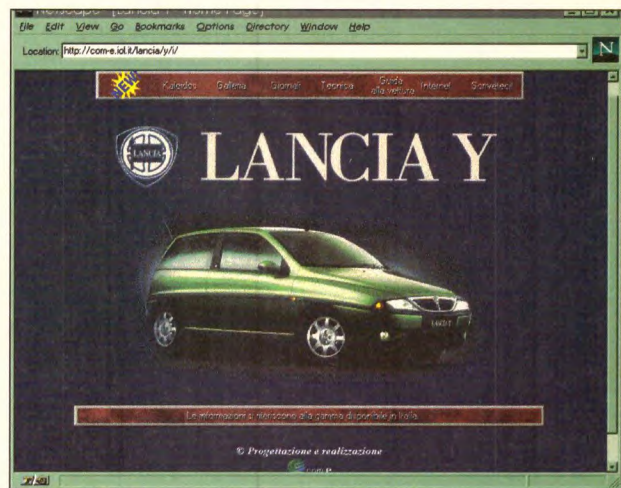 Netscape - [Lancia Y - Home Page]
File Edit View Go Bookmarks Options Directory Window Help
Location: http://com-e.iol.it/lancia/y/i/
N
Kaleidos Galleria Giornali Tecnica Guida alla vettura Internet Scriveteci!
LANCIA
LANCIA Y
Le informazioni si riferiscono alla gamma disponibile in Italia
© Progettazione e realizzazione
com.e